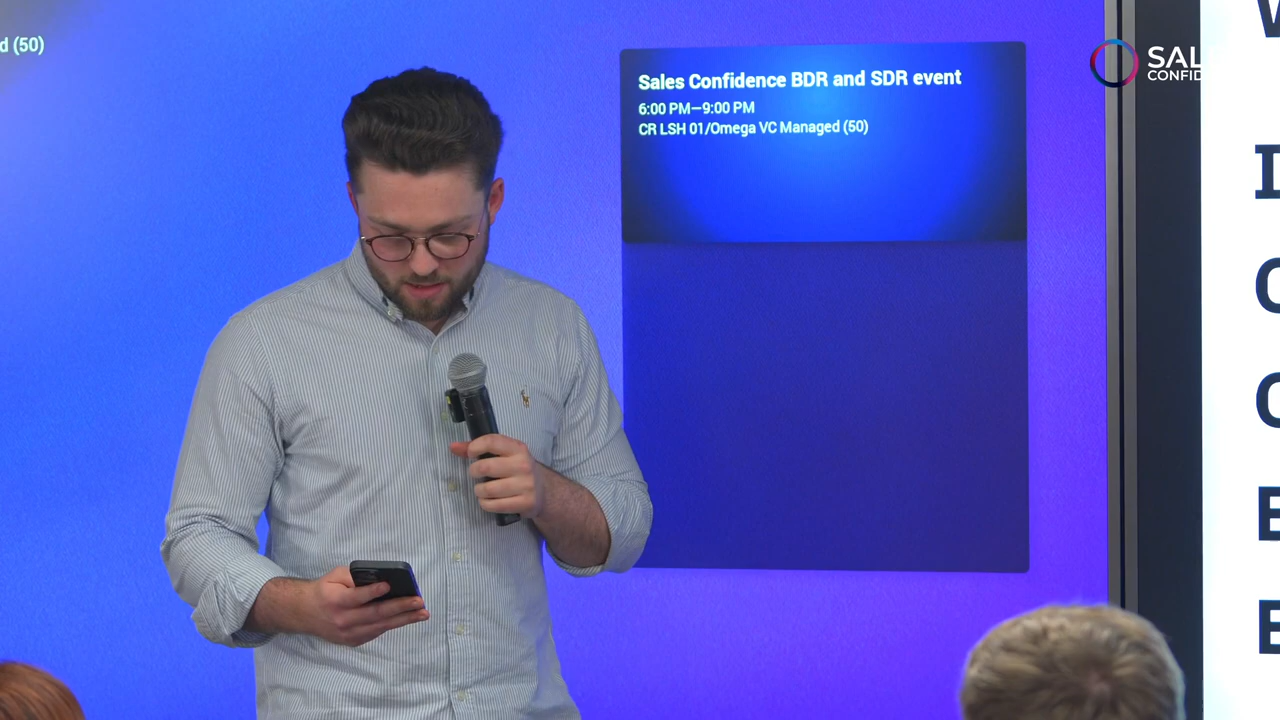 d (50)
Sales Confidence BDR and SDR event
6:00 PM—9:00 PM
CR LSH 01/Omega VC Managed (50)
SAL
CONFID
W
I
C
C
E
E